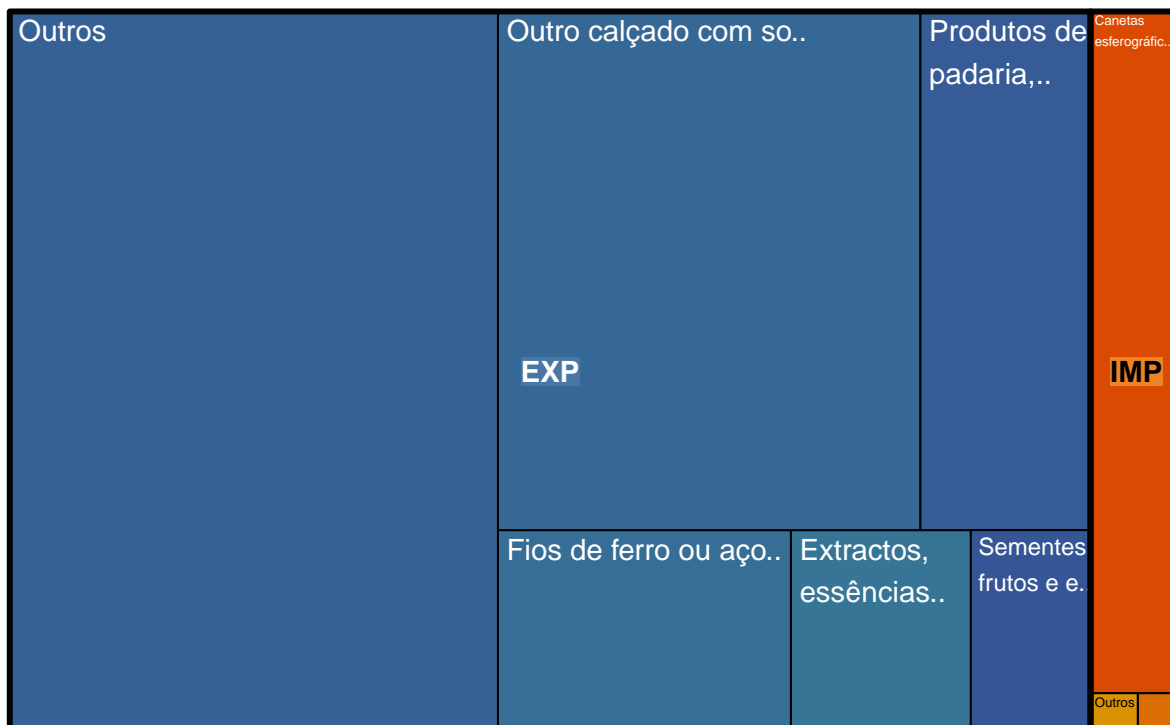 Outros
Outro calçado com so..
Produtos de
padaria,..
Canetas
esferográfic..
EXP
IMP
Fios de ferro ou aço..
Extractos,
essências..
Sementes
frutos e e..
Outros